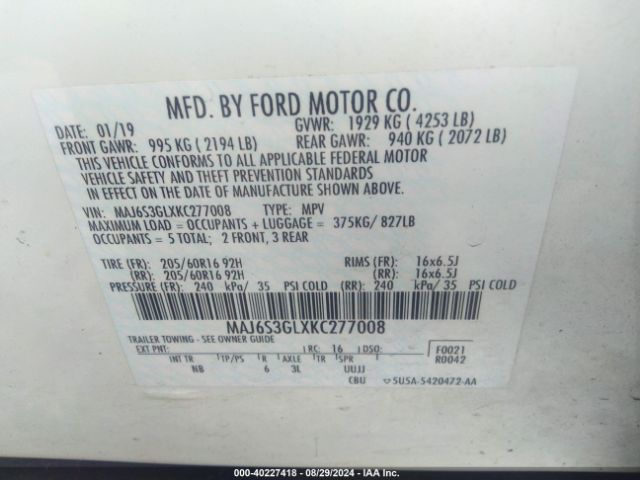 MFD. BY FORD MOTOR CO.
DATE: 01/19 GVWR: 1929 KG ( 4253 LB)
FRONT GAWR: 995 KG ( 2194 LB) REAR GAWR: 940 KG ( 2072 LB)
THIS VEHICLE CONFORMS TO ALL APPLICABLE FEDERAL MOTOR
VEHICLE SAFETY AND THEFT PREVENTION STANDARDS
IN EFFECT ON THE DATE OF MANUFACTURE SHOWN ABOVE.
VIN: MAJ6S3GLXKC277008 TYPE: MPV
MAXIMUM LOAD = OCCUPANTS + LUGGAGE = 375KG/ 827LB
OCCUPANTS = 5 TOTAL; 2 FRONT, 3 REAR
TIRE (FR): 205/60R16 92H RIMS (FR): 16x6.5J
(RR): 205/60R16 92H (RR): 16x6.5J
PRESSURE (FR): 240 kPa/ 35 PSI COLD (RR): 240 kPa/ 35 PSI COLD
MAJ6S3GLXKC277008
TRAILER TOWING - SEE OWNER GUIDE
EXT PNT: RC: 16 DSO: F0021
R0042
INT TR TP/PS R AXLE TR SPR
NB 6 3L UUJJ
CBU 5U5A-5420472-AA
000-40227418 - 08/29/2024 - IAA Inc.